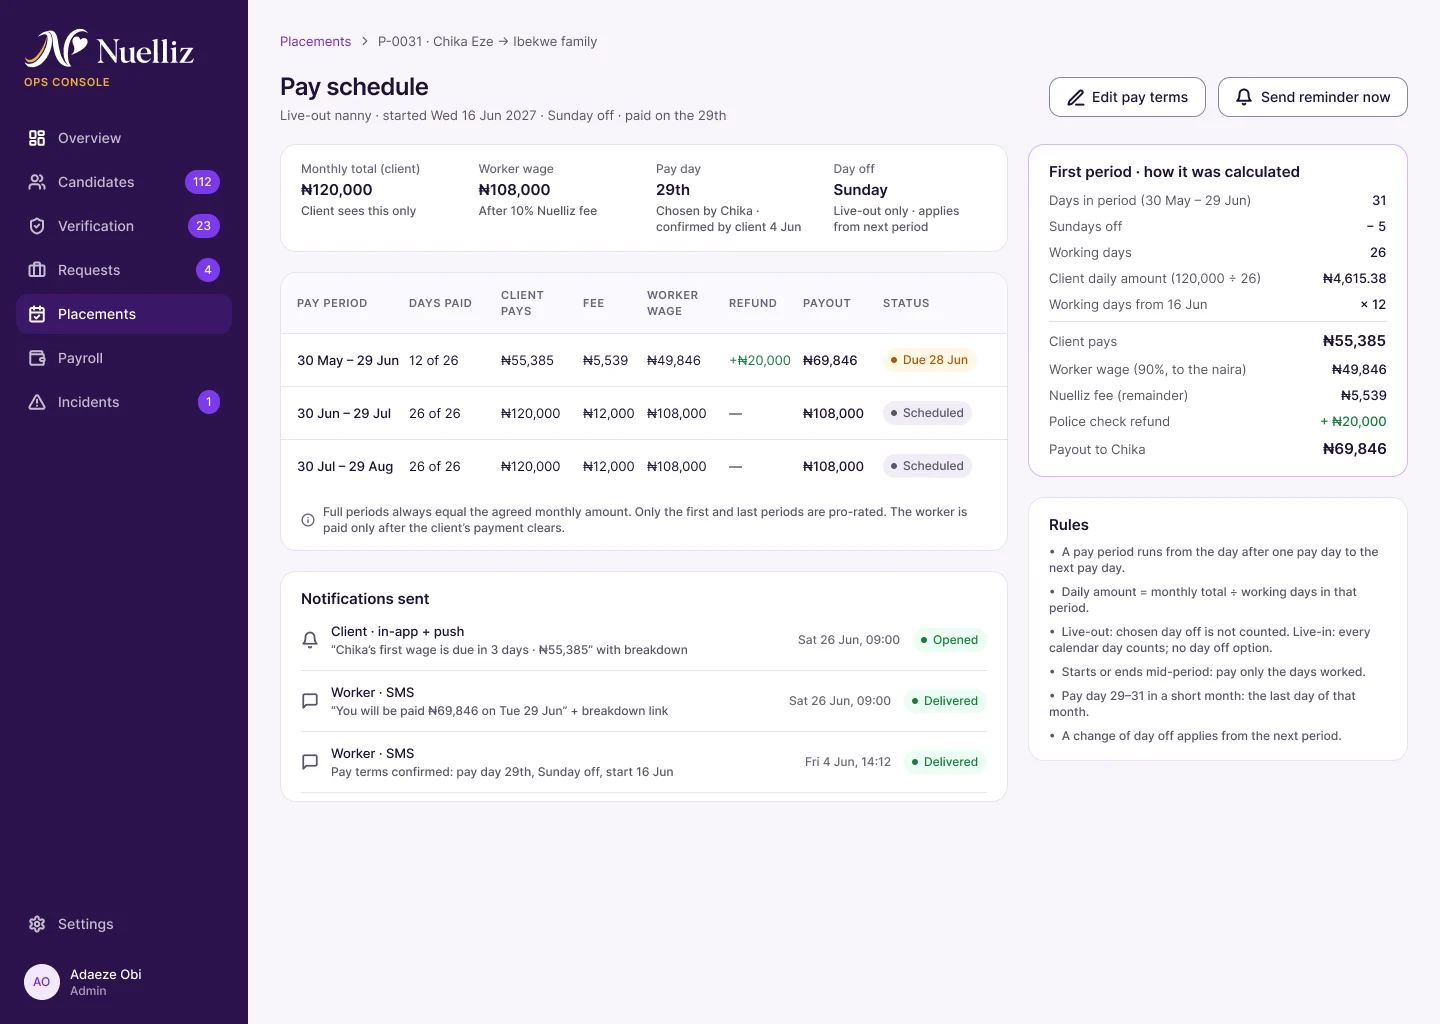 Nuelliz
OPS CONSOLE
Overview
Candidates 112
Verification 23
Requests 4
Placements
Payroll
Incidents 1
Settings
AO
Adaeze Obi
Admin
Placements > P-0031 · Chika Eze → Ibekwe family
Pay schedule
Live-out nanny · started Wed 16 Jun 2027 · Sunday off · paid on the 29th
Edit pay terms
Send reminder now
Monthly total (client)
₦120,000
Client sees this only
Worker wage
₦108,000
After 10% Nuelliz fee
Pay day
29th
Chosen by Chika ·
confirmed by client 4 Jun
Day off
Sunday
Live-out only · applies
from next period
PAY PERIOD DAYS PAID CLIENT PAYS FEE WORKER WAGE REFUND PAYOUT STATUS
30 May – 29 Jun 12 of 26 ₦55,385 ₦5,539 ₦49,846 +₦20,000 ₦69,846 Due 28 Jun
30 Jun – 29 Jul 26 of 26 ₦120,000 ₦12,000 ₦108,000 — ₦108,000 Scheduled
30 Jul – 29 Aug 26 of 26 ₦120,000 ₦12,000 ₦108,000 — ₦108,000 Scheduled
Full periods always equal the agreed monthly amount. Only the first and last periods are pro-rated. The worker is
paid only after the client’s payment clears.
Notifications sent
Client · in-app + push
“Chika’s first wage is due in 3 days · ₦55,385” with breakdown
Sat 26 Jun, 09:00 Opened
Worker · SMS
“You will be paid ₦69,846 on Tue 29 Jun” + breakdown link
Sat 26 Jun, 09:00 Delivered
Worker · SMS
Pay terms confirmed: pay day 29th, Sunday off, start 16 Jun
Fri 4 Jun, 14:12 Delivered
First period · how it was calculated
Days in period (30 May – 29 Jun) 31
Sundays off − 5
Working days 26
Client daily amount (120,000 ÷ 26) ₦4,615.38
Working days from 16 Jun × 12
Client pays ₦55,385
Worker wage (90%, to the naira) ₦49,846
Nuelliz fee (remainder) ₦5,539
Police check refund + ₦20,000
Payout to Chika ₦69,846
Rules
• A pay period runs from the day after one pay day to the
next pay day.
• Daily amount = monthly total ÷ working days in that
period.
• Live-out: chosen day off is not counted. Live-in: every
calendar day counts; no day off option.
• Starts or ends mid-period: pay only the days worked.
• Pay day 29–31 in a short month: the last day of that
month.
• A change of day off applies from the next period.